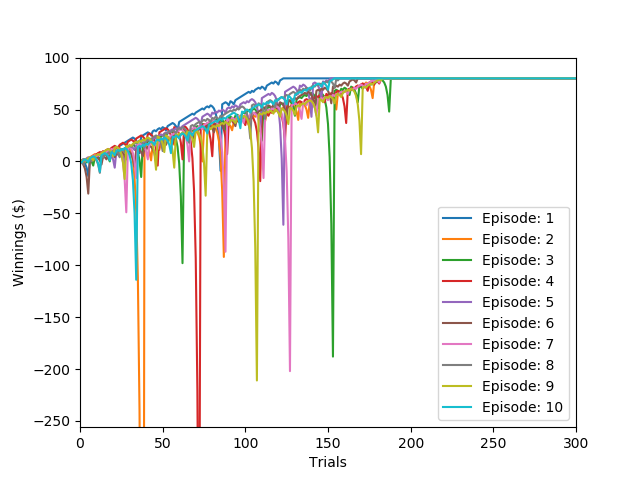 100
50
0
−50
−100
−150
−200
−250
Winnings ($)
0 50 100 150 200 250 300
Trials
Episode: 1
Episode: 2
Episode: 3
Episode: 4
Episode: 5
Episode: 6
Episode: 7
Episode: 8
Episode: 9
Episode: 10